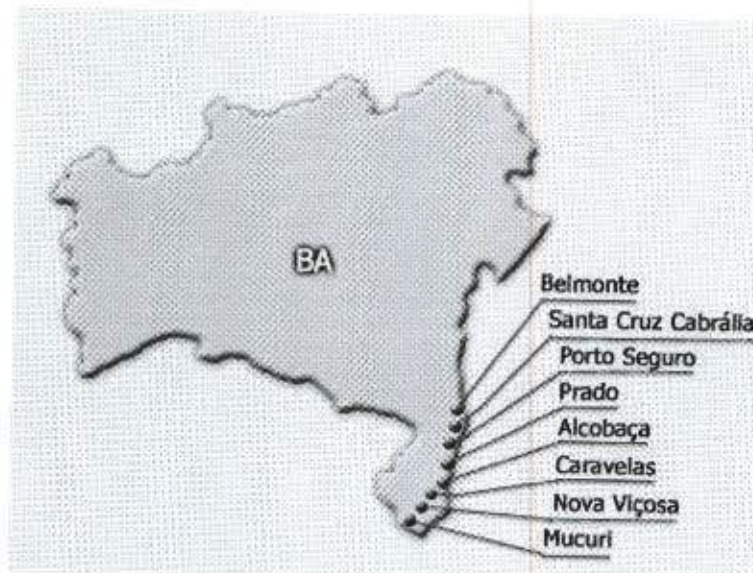 BA
Belmonte
Santa Cruz Cabrália
Porto Seguro
Prado
Alcobaça
Caravelas
Nova Viçosa
Mucuri